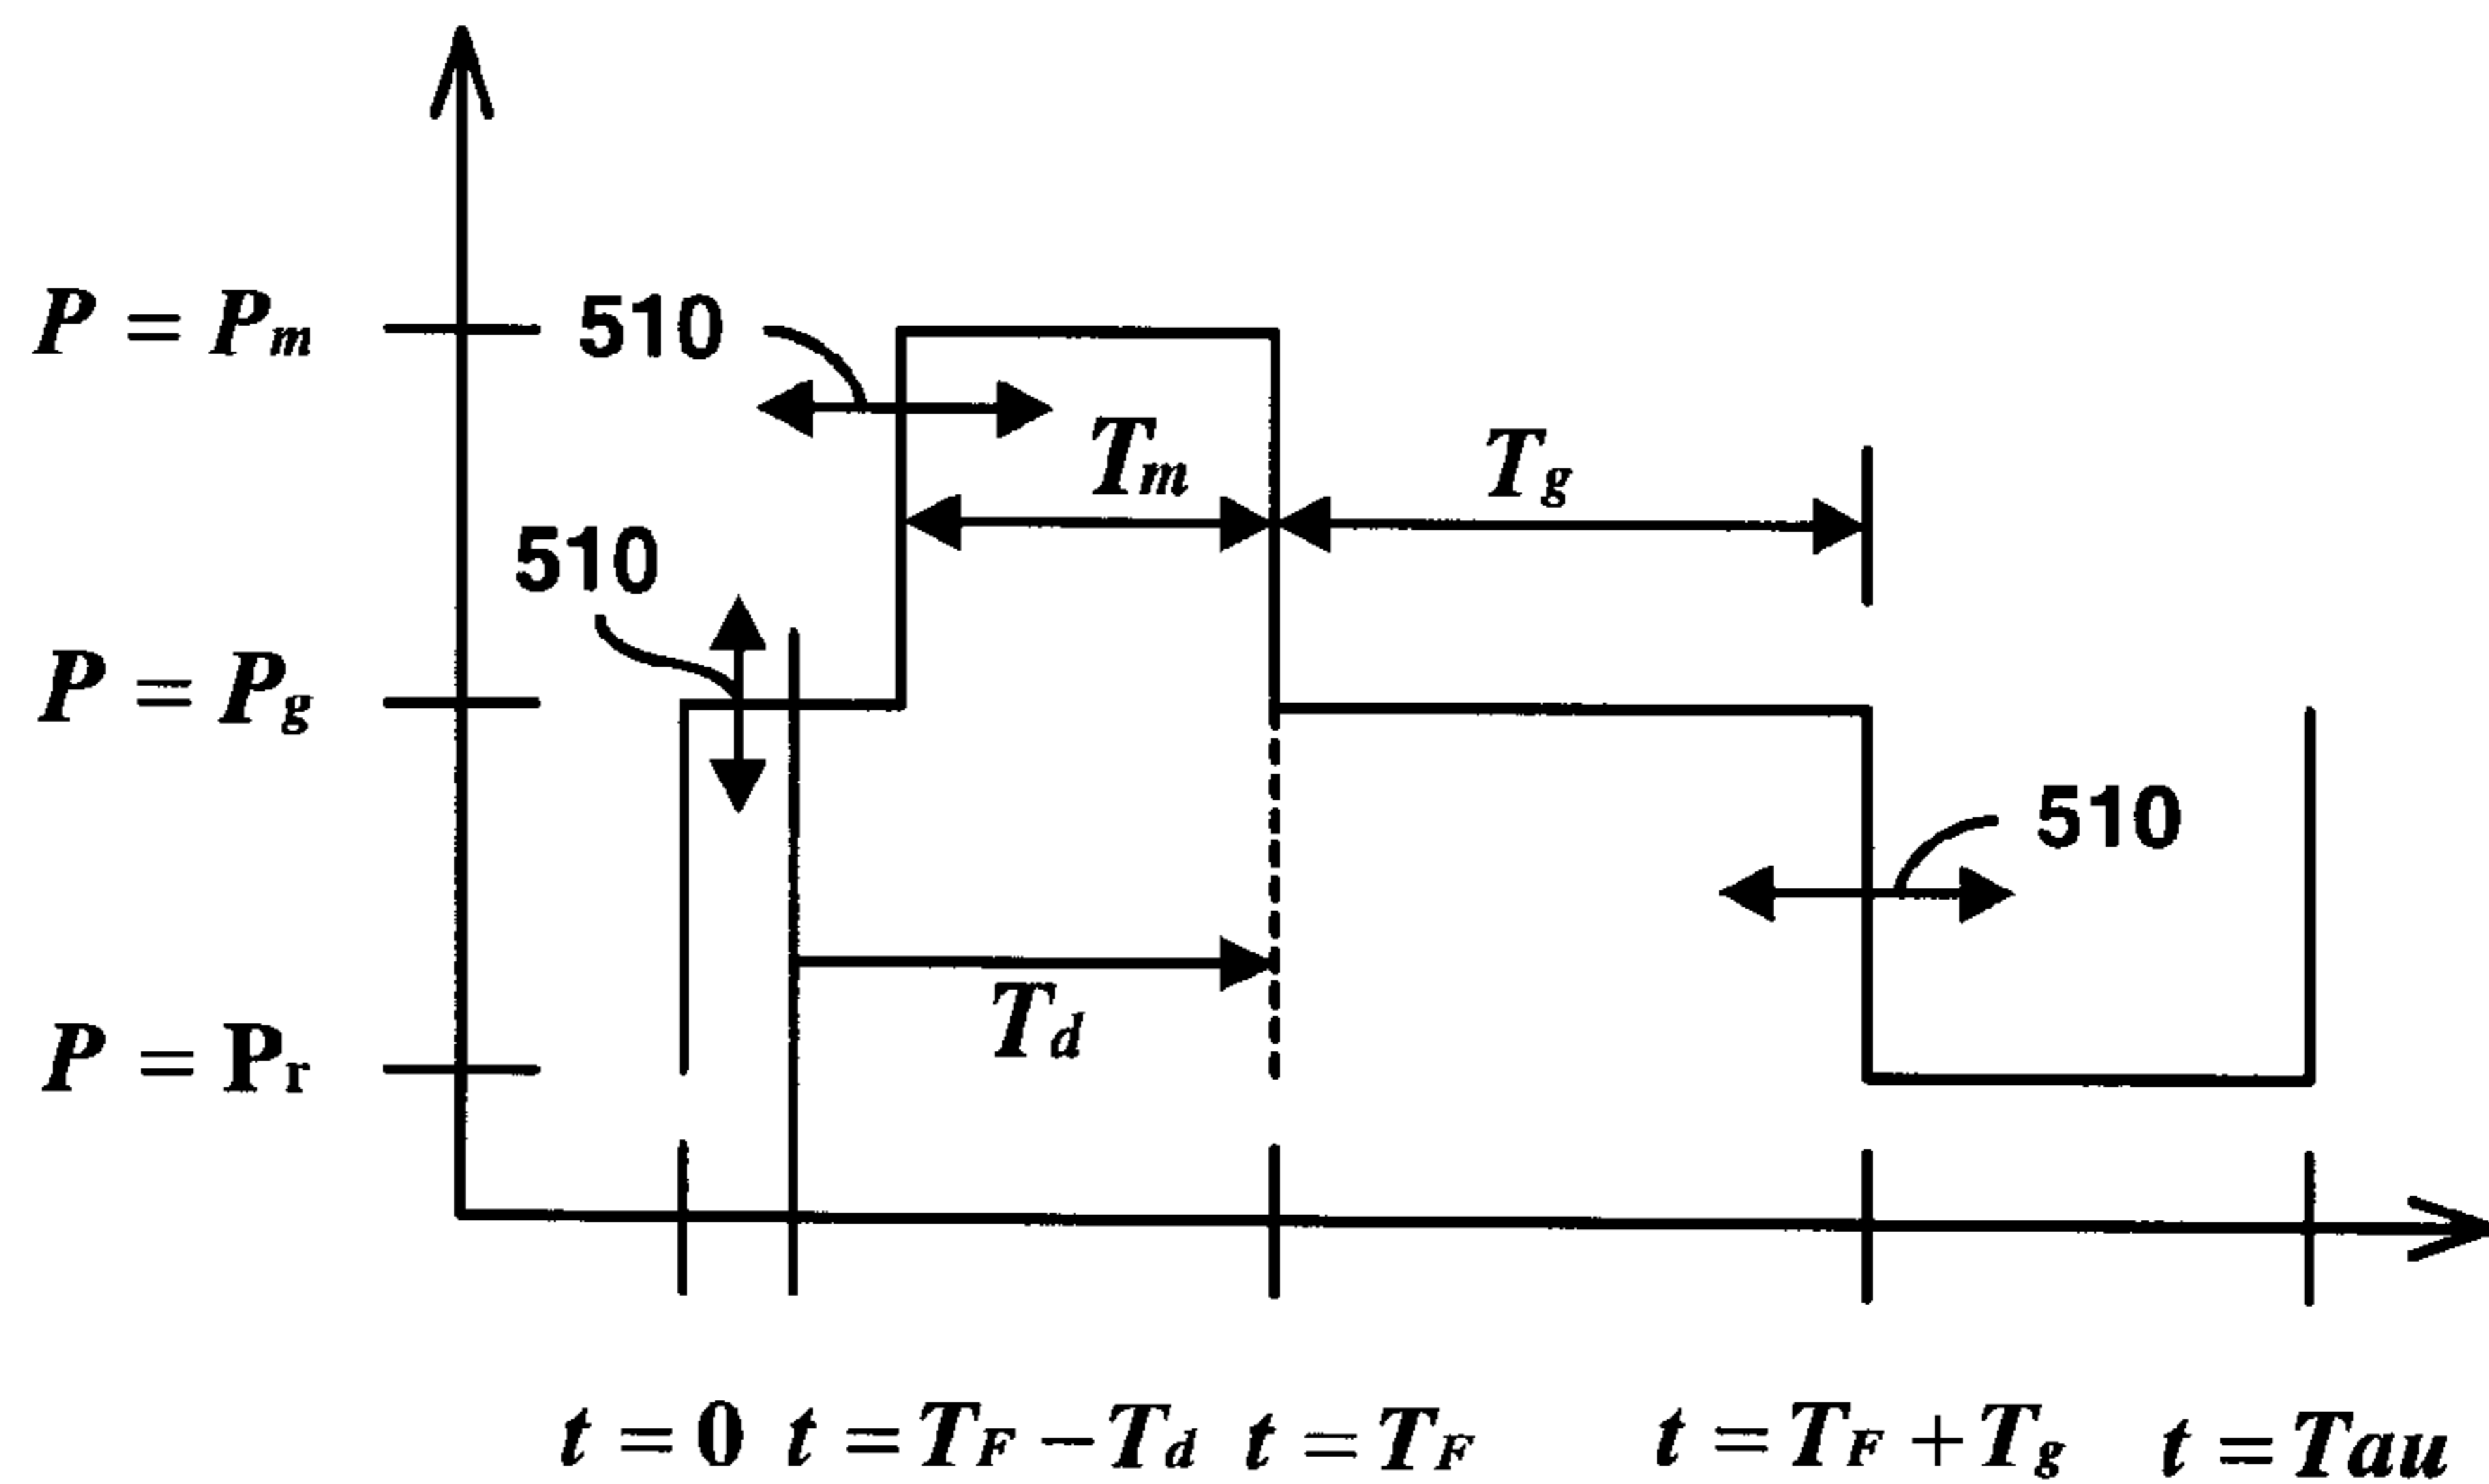 P = Pm
510
Tm
Tg
510
P = Pg
510
Td
P = Pr
t = 0 t = TF − Td t = TF t = TF + Tg t = Tau